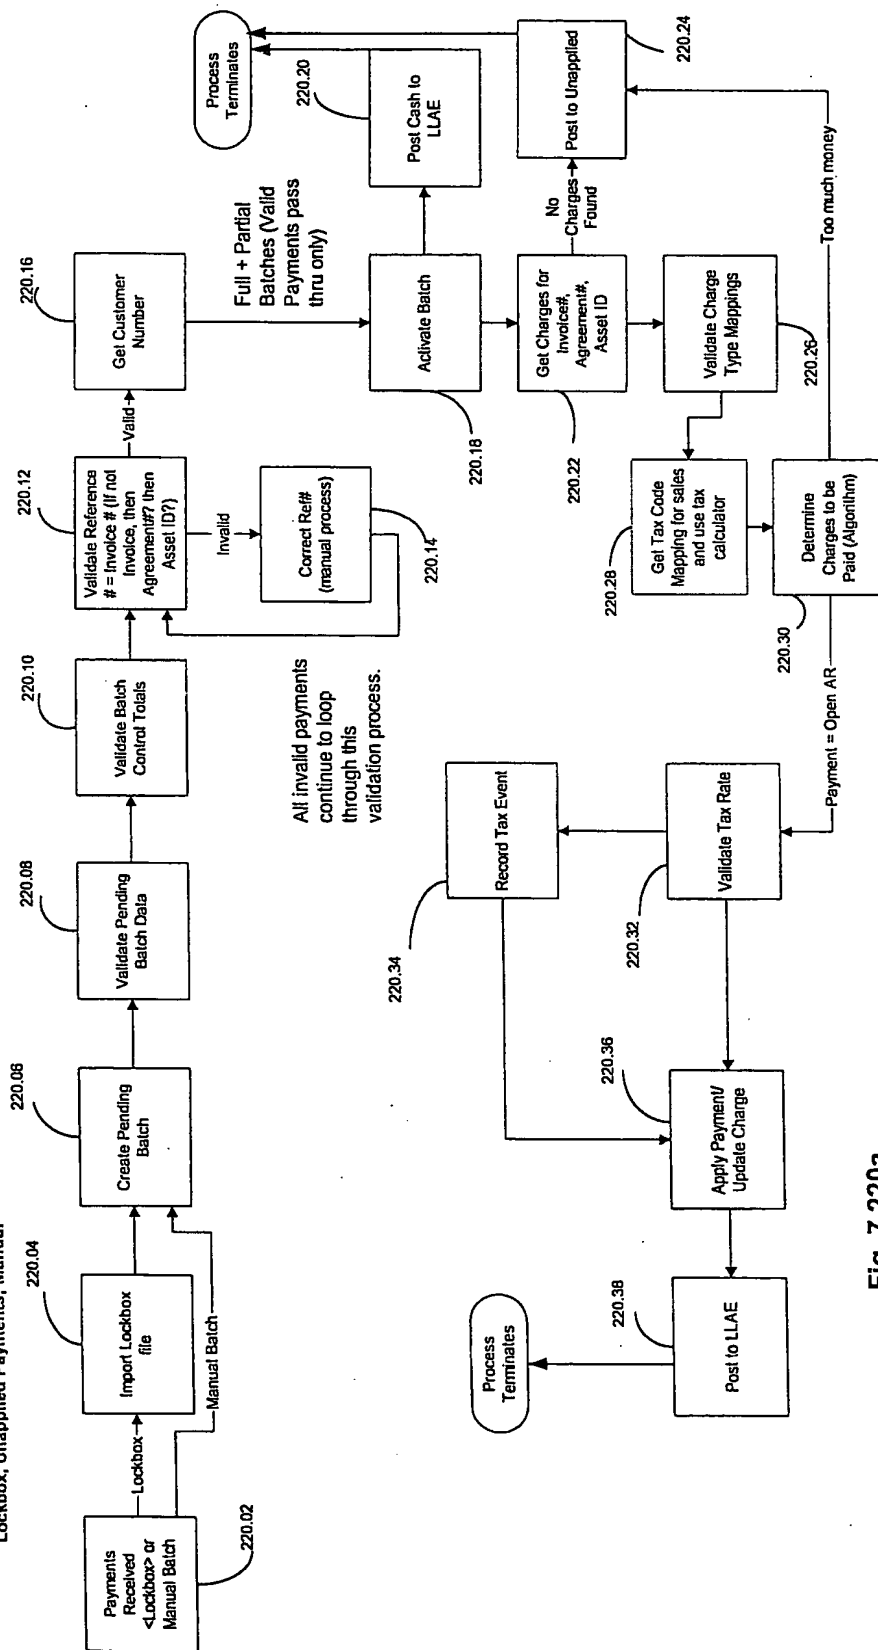 Lockbox, Unapplied Payments, Manual
Payments
Received
<Lockbox> or
Manual Batch
220.02
Lockbox
Manual Batch
Import Lockbox
file
220.04
Create Pending
Batch
220.06
Validate Pending
Batch Data
220.08
Validate Batch
Control Totals
220.10
Validate Reference
# = Invoice # (If not
Invoice, then
Agreement#? then
Asset ID?)
220.12
Valid
Invalid
Correct Ref#
(manual process)
220.14
All invalid payments
continue to loop
through this
validation process.
Get Customer
Number
220.16
Full + Partial
Batches (Valid
Payments pass
thru only)
Activate Batch
220.18
Post Cash to
LLAE
220.20
Process
Terminates
Get Charges for
Invoice#,
Agreement#,
Asset ID
220.22
No
Charges
Found
Post to Unapplied
220.24
Validate Charge
Type Mappings
220.26
Get Tax Code
Mapping for sales
and use tax
calculator
220.28
Determine
Charges to be
Paid (Algorithm)
220.30
Too much money
Payment = Open AR
Validate Tax Rate
220.32
Record Tax Event
220.34
Apply Payment/
Update Charge
220.36
Post to LLAE
220.38
Process
Terminates
Fig. 7.220a